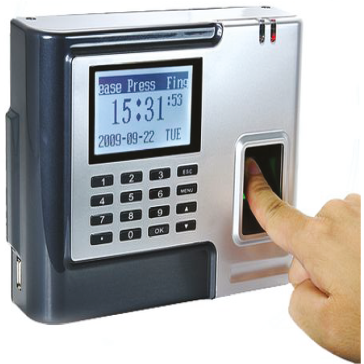 ease Press Fing
15:31:53
2009-09-22 TUE
1 2 3 ESC
4 5 6 MENU
7 8 9 ▲
• 0 OK ▼